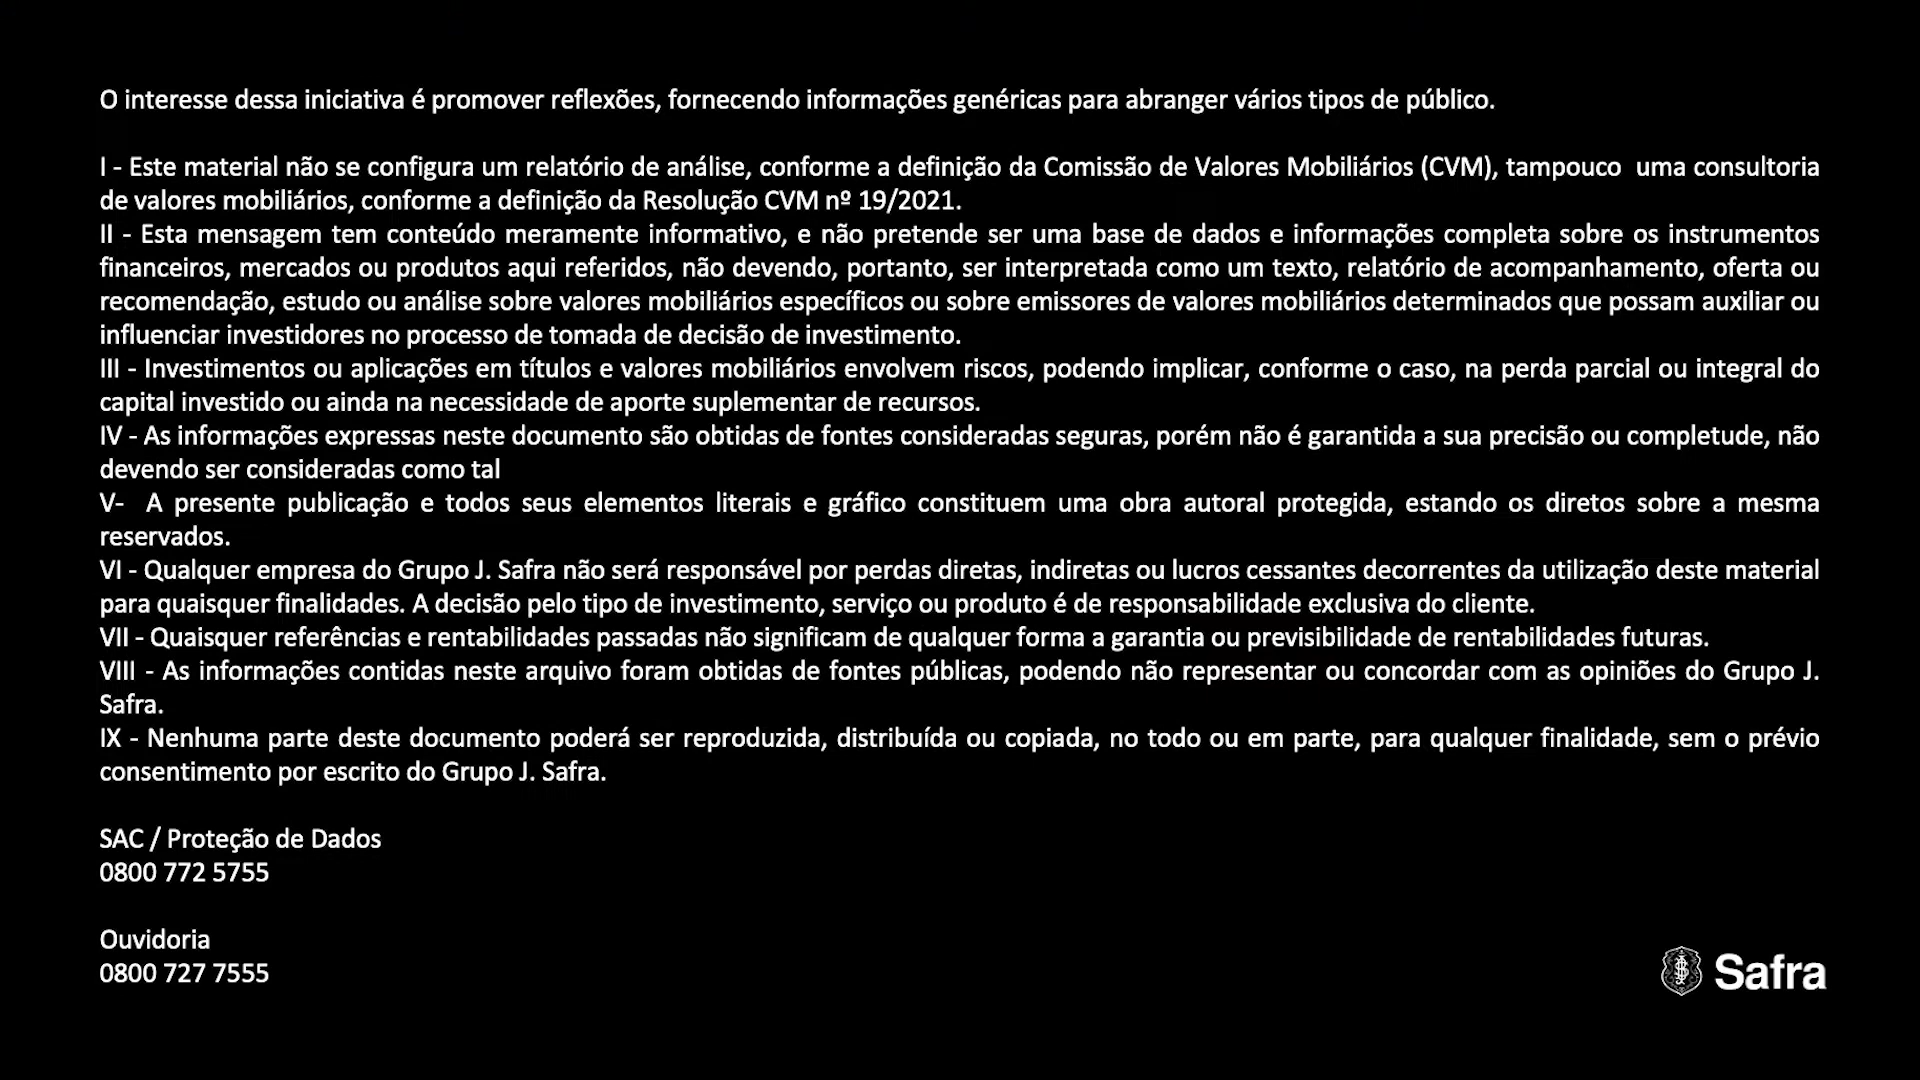 O interesse dessa iniciativa é promover reflexões, fornecendo informações genéricas para abranger vários tipos de público.
I - Este material não se configura um relatório de análise, conforme a definição da Comissão de Valores Mobiliários (CVM), tampouco  uma consultoria
de valores mobiliários, conforme a definição da Resolução CVM nº 19/2021.
II - Esta mensagem tem conteúdo meramente informativo, e não pretende ser uma base de dados e informações completa sobre os instrumentos
financeiros, mercados ou produtos aqui referidos, não devendo, portanto, ser interpretada como um texto, relatório de acompanhamento, oferta ou
recomendação, estudo ou análise sobre valores mobiliários específicos ou sobre emissores de valores mobiliários determinados que possam auxiliar ou
influenciar investidores no processo de tomada de decisão de investimento.
III - Investimentos ou aplicações em títulos e valores mobiliários envolvem riscos, podendo implicar, conforme o caso, na perda parcial ou integral do
capital investido ou ainda na necessidade de aporte suplementar de recursos.
IV - As informações expressas neste documento são obtidas de fontes consideradas seguras, porém não é garantida a sua precisão ou completude, não
devendo ser consideradas como tal
V-  A presente publicação e todos seus elementos literais e gráfico constituem uma obra autoral protegida, estando os diretos sobre a mesma
reservados.
VI - Qualquer empresa do Grupo J. Safra não será responsável por perdas diretas, indiretas ou lucros cessantes decorrentes da utilização deste material
para quaisquer finalidades. A decisão pelo tipo de investimento, serviço ou produto é de responsabilidade exclusiva do cliente.
VII - Quaisquer referências e rentabilidades passadas não significam de qualquer forma a garantia ou previsibilidade de rentabilidades futuras.
VIII - As informações contidas neste arquivo foram obtidas de fontes públicas, podendo não representar ou concordar com as opiniões do Grupo J.
Safra.
IX - Nenhuma parte deste documento poderá ser reproduzida, distribuída ou copiada, no todo ou em parte, para qualquer finalidade, sem o prévio
consentimento por escrito do Grupo J. Safra.
SAC / Proteção de Dados
0800 772 5755
Ouvidoria
0800 727 7555
Safra